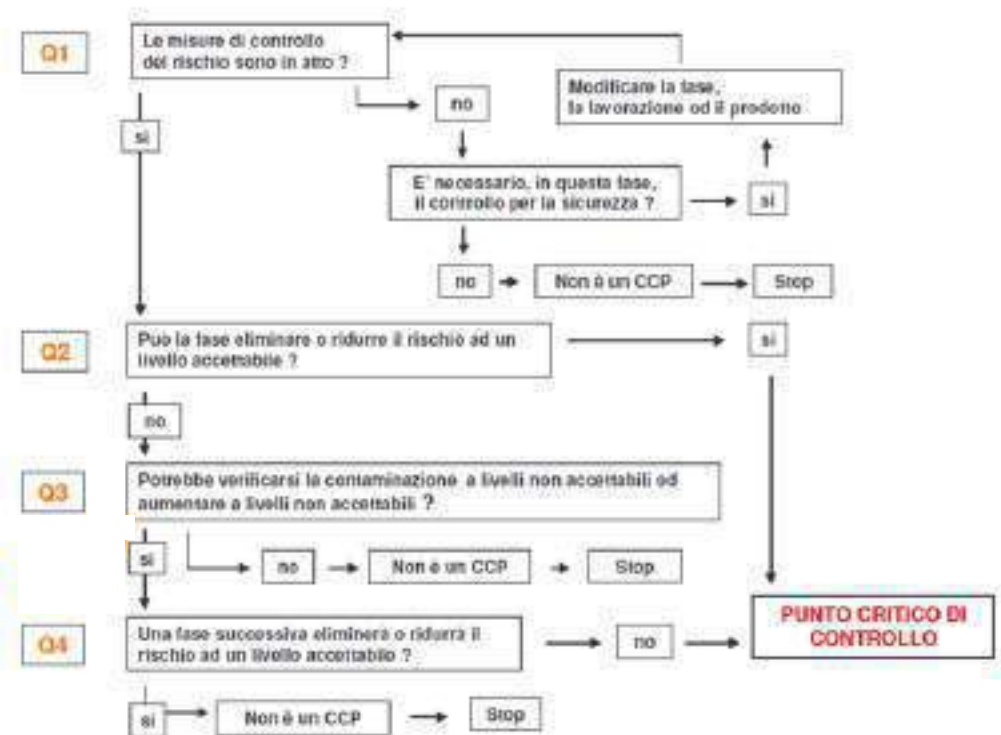 Q1
Le misure di controllo
del rischio sono in atto ?
no
Modificare la fase,
la lavorazione od il prodotto
si
E' necessario, in questa fase,
il controllo per la sicurezza ?
si
no
Non è un CCP
Stop
Q2
Può la fase eliminare o ridurre il rischio ad un
livello accettabile ?
si
no
Q3
Potrebbe verificarsi la contaminazione a livelli non accettabili od
aumentare a livelli non accettabili ?
si
no
Non è un CCP
Stop
Q4
Una fase successiva eliminerà o ridurrà il
rischio ad un livello accettabile ?
no
PUNTO CRITICO DI
CONTROLLO
si
Non è un CCP
Stop